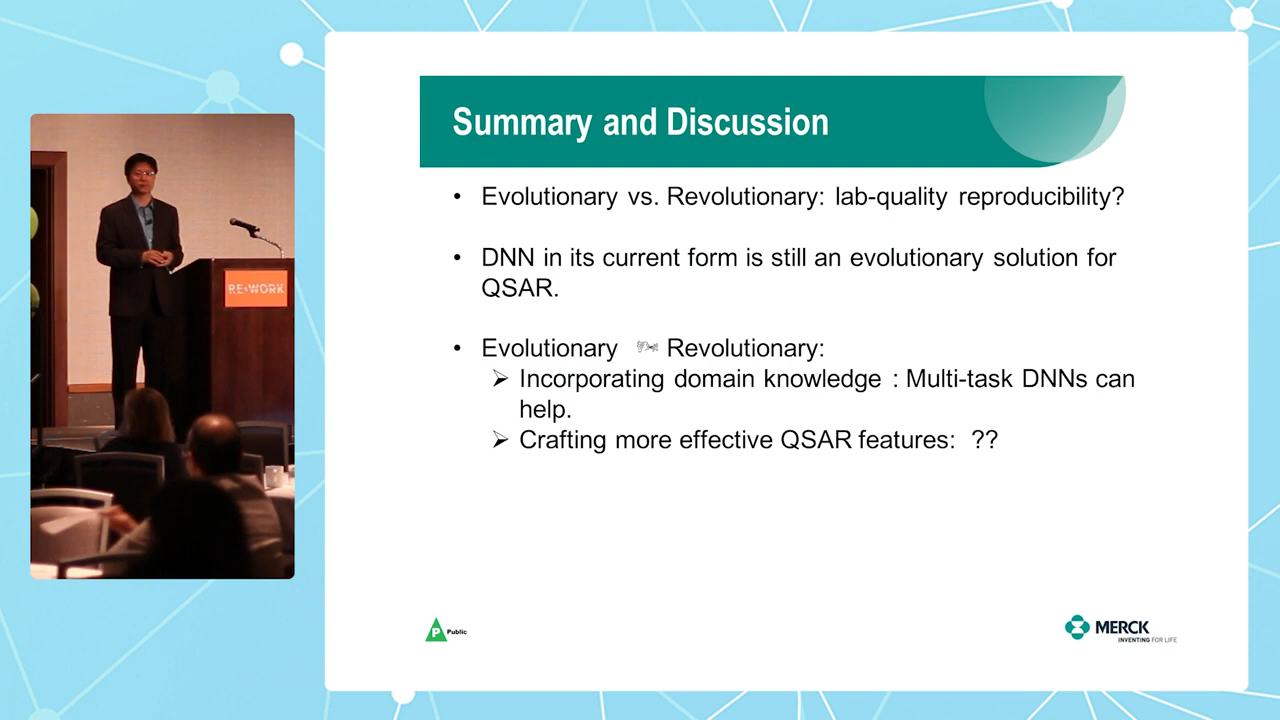 Summary and Discussion
• Evolutionary vs. Revolutionary: lab-quality reproducibility?
• DNN in its current form is still an evolutionary solution for
QSAR.
• Evolutionary Revolutionary:
➢ Incorporating domain knowledge : Multi-task DNNs can
help.
➢ Crafting more effective QSAR features: ??
RE•WORK
P Public
MERCK
INVENTING FOR LIFE